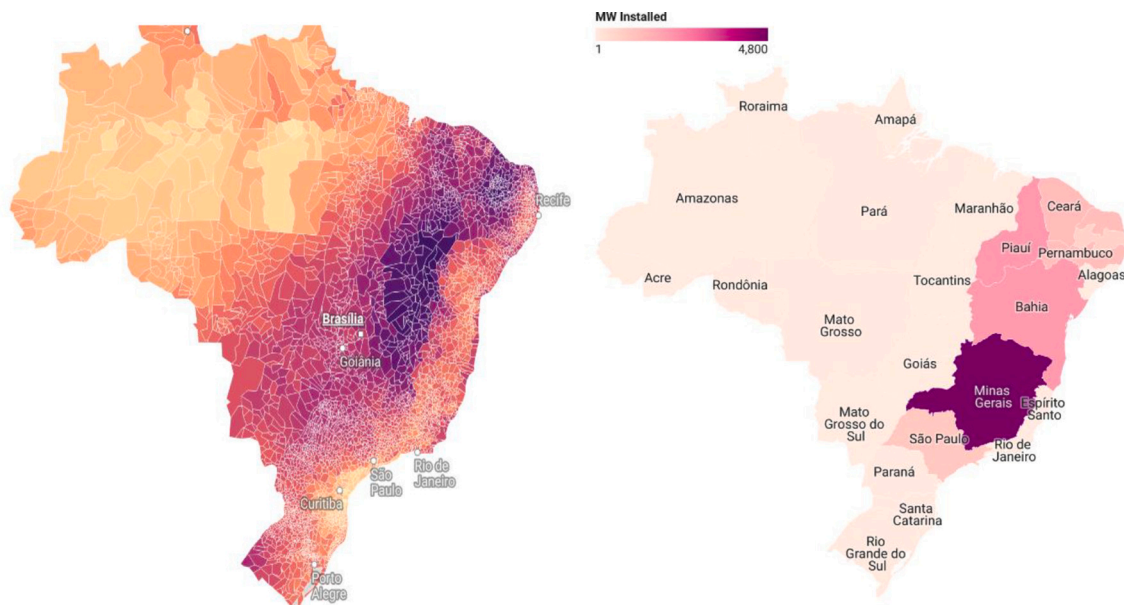 Recife
Brasília
Goiânia
São
Paulo
Rio de
Janeiro
Curitiba
Porto
Alegre
MW Installed
1
4,800
Roraima
Amapá
Amazonas
Pará
Maranhão
Ceará
Piauí
Pernambuco
Acre
Rondônia
Tocantins
Alagoas
Bahia
Mato
Grosso
Goiás
Minas
Gerais
Espírito
Santo
Mato
Grosso do
Sul
São Paulo
Rio de
Janeiro
Paraná
Santa
Catarina
Rio
Grande do
Sul